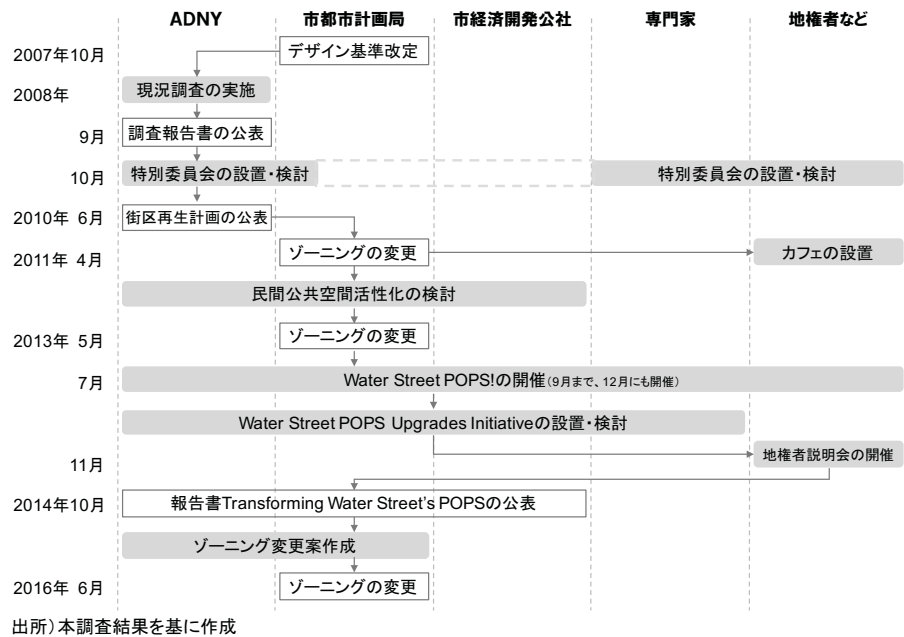 ADNY 市都市計画局 市経済開発公社 専門家 地権者など
2007年10月 デザイン基準改定
2008年 現況調査の実施
9月 調査報告書の公表
10月 特別委員会の設置・検討 特別委員会の設置・検討
2010年 6月 街区再生計画の公表
2011年 4月 ゾーニングの変更 カフェの設置
民間公共空間活性化の検討
2013年 5月 ゾーニングの変更
7月 Water Street POPS!の開催(9月まで、12月にも開催)
Water Street POPS Upgrades Initiativeの設置・検討
11月 地権者説明会の開催
2014年10月 報告書Transforming Water Street's POPSの公表
ゾーニング変更案作成
2016年 6月 ゾーニングの変更
出所)本調査結果を基に作成